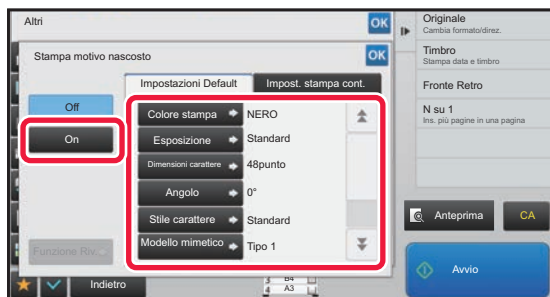 Altri
OK
Stampa motivo nascosto
OK
Impostazioni Default
Impost. stampa cont.
Off
On
Colore stampa
NERO
Esposizione
Standard
Dimensioni carattere
48punto
Angolo
0°
Stile carattere
Standard
Modello mimetico
Tipo 1
Funzione Riv.
Indietro
B4
A3
Originale
Cambia formato/direz.
Timbro
Stampa data e timbro
Fronte Retro
N su 1
Ins. più pagine in una pagina
Anteprima
CA
Avvio